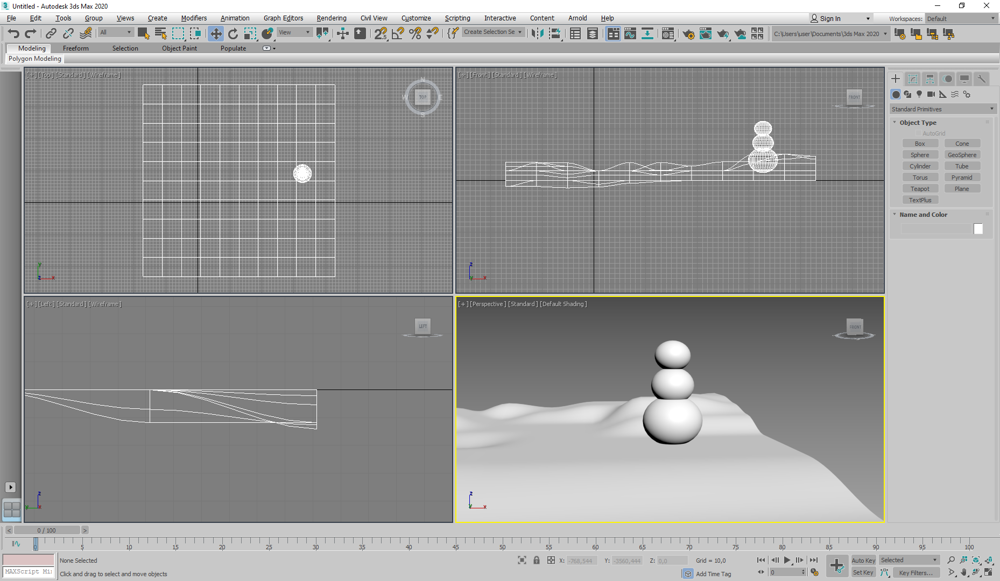 Untitled - Autodesk 3ds Max 2020
File Edit Tools Group Views Create Modifiers Animation Graph Editors Rendering Civil View Customize Scripting Interactive Content Arnold Help
Sign In Workspaces: Default
All View Create Selection Se C:\Users\user\Documents\3ds Max 2020
Modeling Freeform Selection Object Paint Populate
Polygon Modeling
[+] [Top] [Standard] [Wireframe]
N
W TOP E
S
y
z x
[+] [Front] [Standard] [Wireframe]
FRONT
z
y x
[+] [Left] [Standard] [Wireframe]
LEFT
z
y x
[+] [Perspective] [Standard] [Default Shading]
FRONT
z
y x
Standard Primitives
Object Type
AutoGrid
Box Cone
Sphere GeoSphere
Cylinder Tube
Torus Pyramid
Teapot Plane
TextPlus
Name and Color
< 0 / 100 >
0 5 10 15 20 25 30 35 40 45 50 55 60 65 70 75 80 85 90 95 100
None Selected
X: -768,544 Y: -3560,444 Z: 0,0 Grid = 10,0
Auto Key Selected
MAXScript Mi
Click and drag to select and move objects
Add Time Tag
0
Set Key Key Filters...